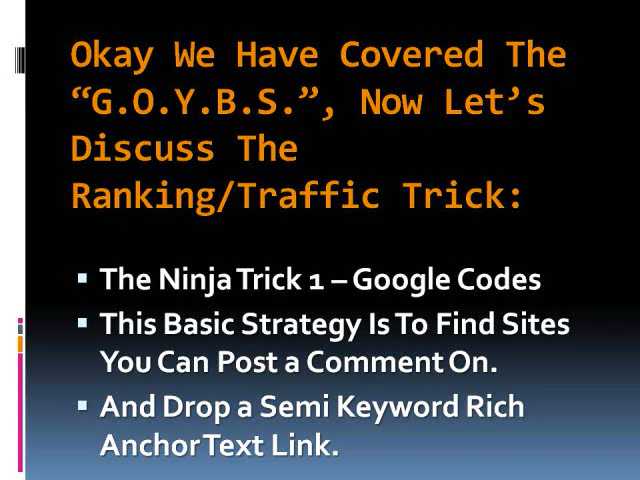 Okay We Have Covered The
“G.O.Y.B.S.”, Now Let’s
Discuss The
Ranking/Traffic Trick:
▪ The Ninja Trick 1 – Google Codes
▪ This Basic Strategy Is To Find Sites
You Can Post a Comment On.
▪ And Drop a Semi Keyword Rich
Anchor Text Link.